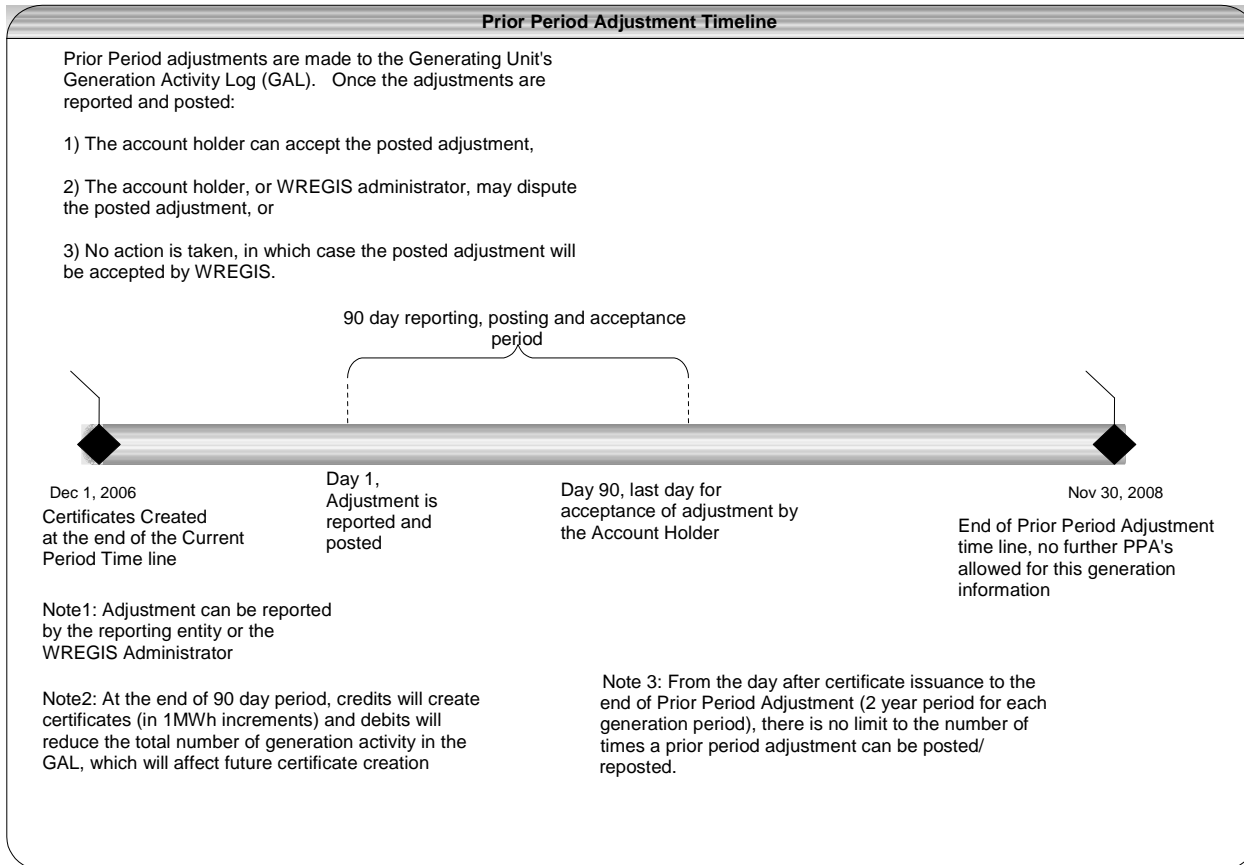 Prior Period Adjustment Timeline
Prior Period adjustments are made to the Generating Unit's
Generation Activity Log (GAL).   Once the adjustments are
reported and posted:
1) The account holder can accept the posted adjustment,
2) The account holder, or WREGIS administrator, may dispute
the posted adjustment, or
3) No action is taken, in which case the posted adjustment will
be accepted by WREGIS.
90 day reporting, posting and acceptance
period
Dec 1, 2006
Certificates Created
at the end of the Current
Period Time line
Day 1,
Adjustment is
reported and
posted
Day 90, last day for
acceptance of adjustment by
the Account Holder
Nov 30, 2008
End of Prior Period Adjustment
time line, no further PPA's
allowed for this generation
information
Note1: Adjustment can be reported
by the reporting entity or the
WREGIS Administrator
Note2: At the end of 90 day period, credits will create
certificates (in 1MWh increments) and debits will
reduce the total number of generation activity in the
GAL, which will affect future certificate creation
Note 3: From the day after certificate issuance to the
end of Prior Period Adjustment (2 year period for each
generation period), there is no limit to the number of
times a prior period adjustment can be posted/
reposted.